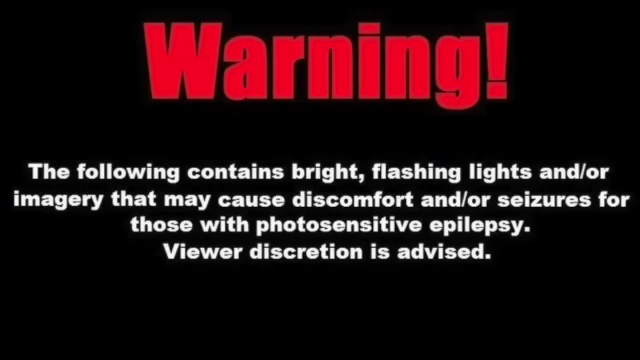 Warning!
The following contains bright, flashing lights and/or
imagery that may cause discomfort and/or seizures for
those with photosensitive epilepsy.
Viewer discretion is advised.